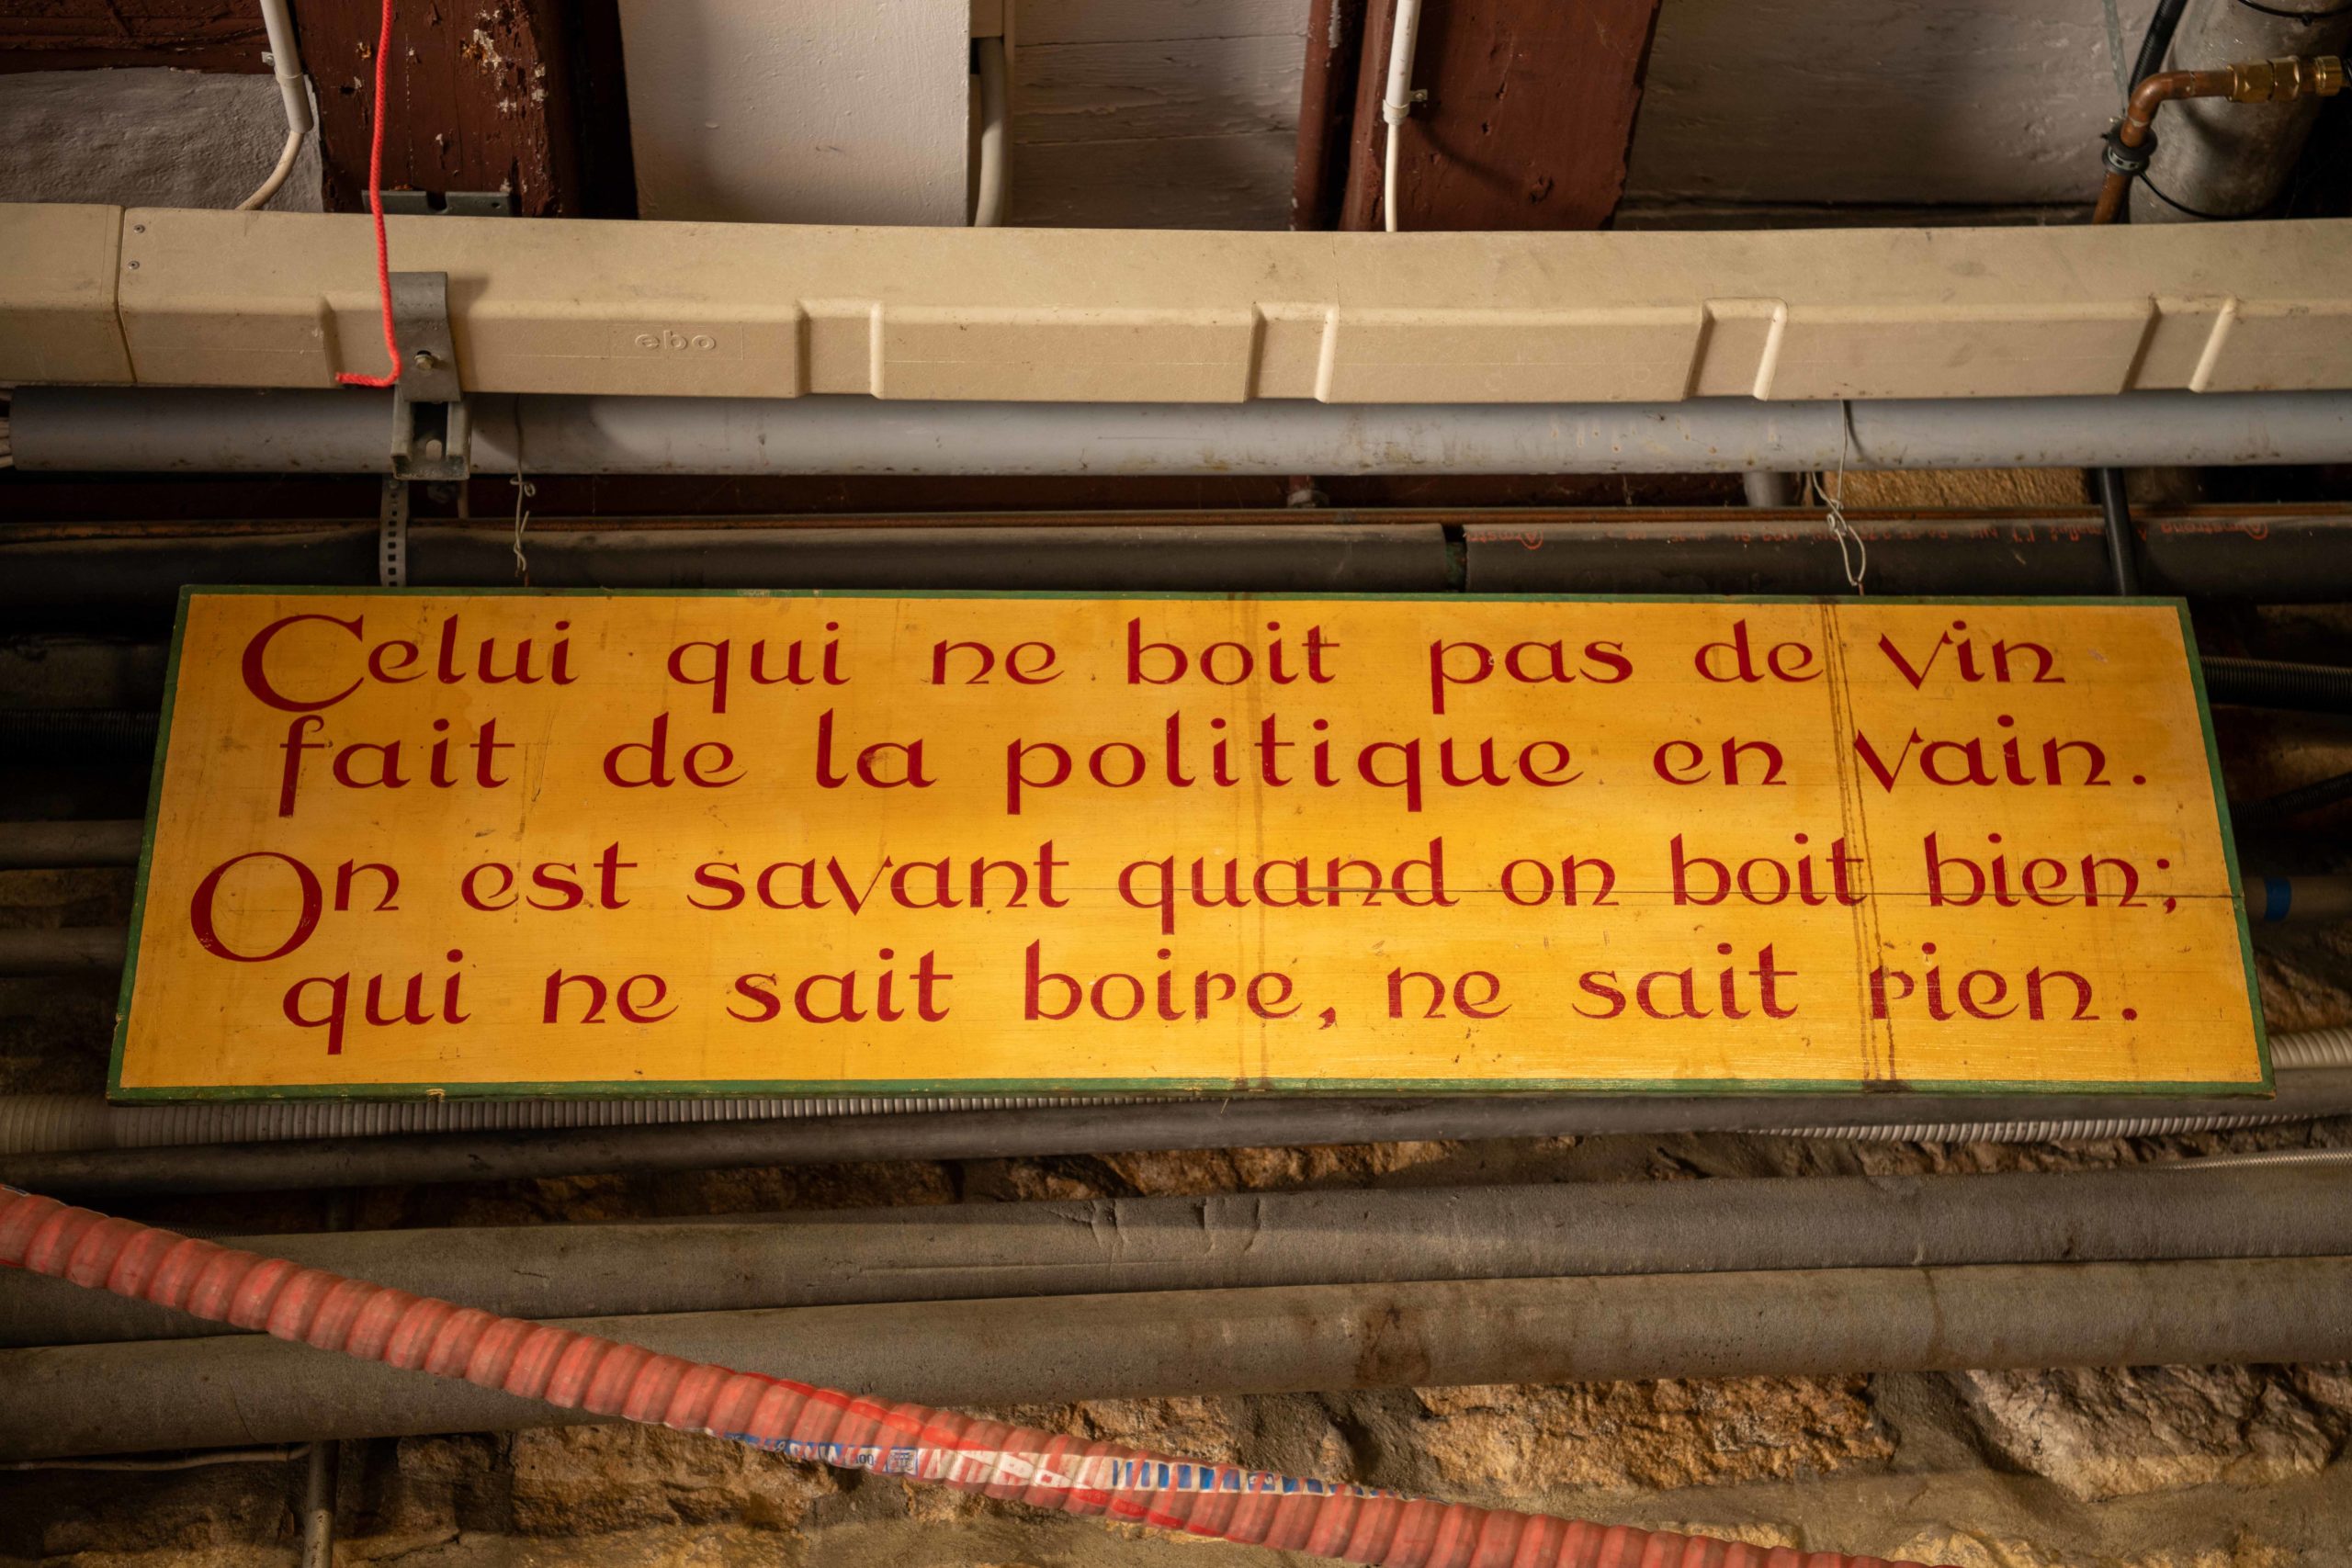 ebo
Celui qui ne boit pas de vin
fait de la politique en vain.
On est savant quand on boit bien;
qui ne sait boire, ne sait rien.